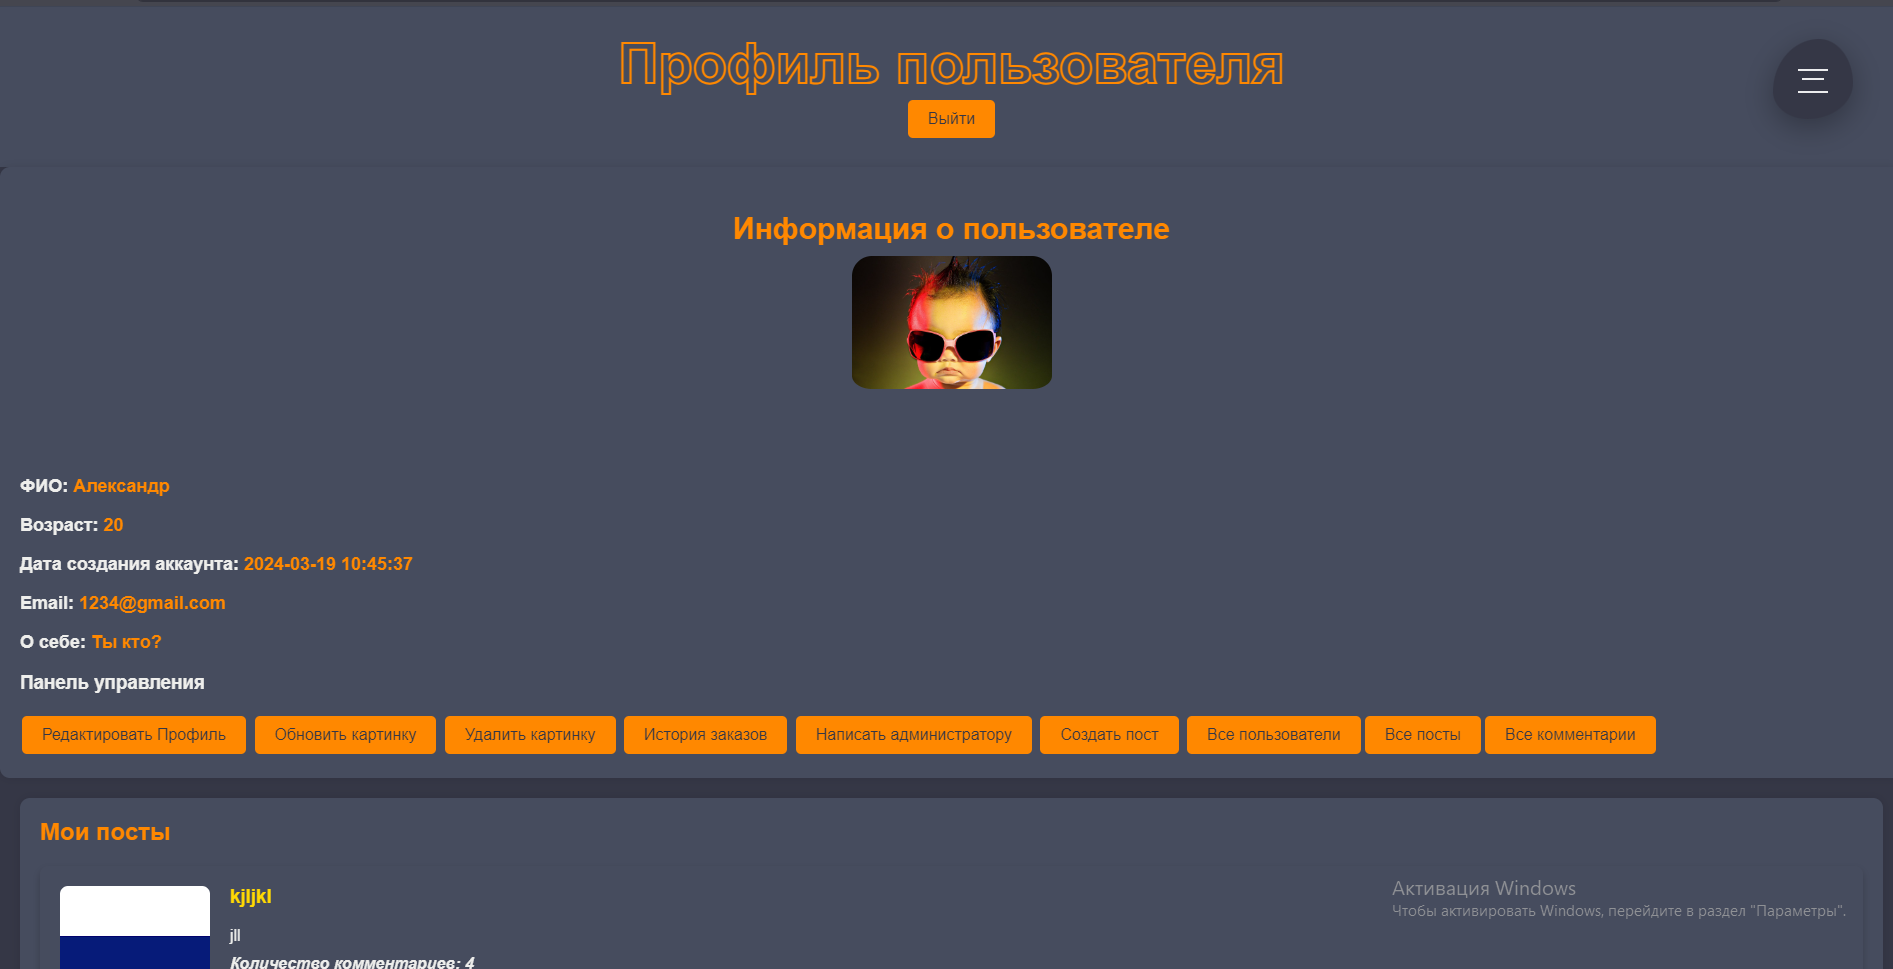 Профиль пользователя
Выйти
Информация о пользователе
ФИО: Александр
Возраст: 20
Дата создания аккаунта: 2024-03-19 10:45:37
Email: 1234@gmail.com
О себе: Ты кто?
Панель управления
Редактировать Профиль Обновить картинку Удалить картинку История заказов Написать администратору Создать пост Все пользователи Все посты Все комментарии
Мои посты
kjljkl
jll
Количество комментариев: 4
Активация Windows
Чтобы активировать Windows, перейдите в раздел "Параметры".